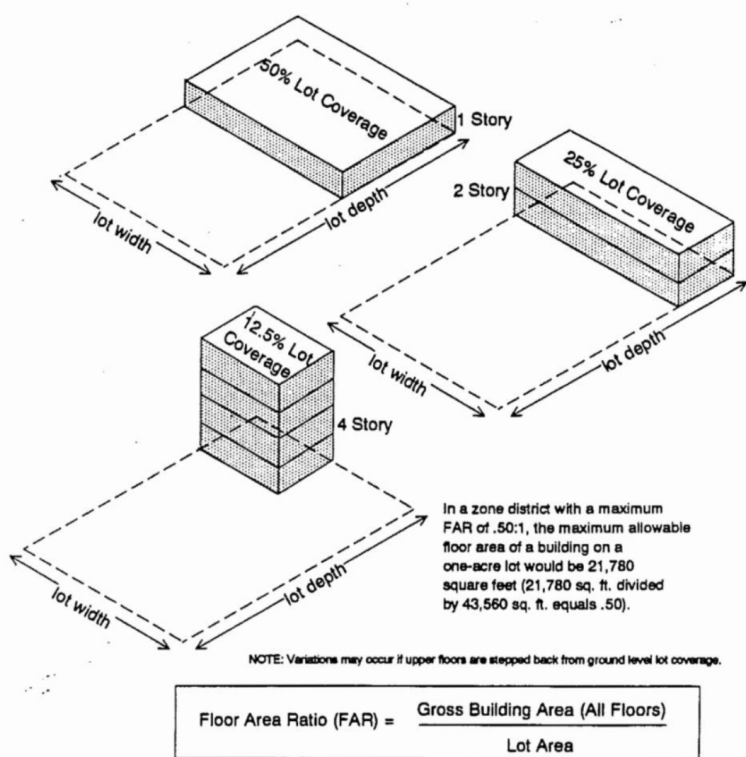 50% Lot Coverage
1 Story
lot width
lot depth
25% Lot Coverage
2 Story
lot width
lot depth
12.5% Lot
Coverage
4 Story
lot width
lot depth
In a zone district with a maximum
FAR of .50:1, the maximum allowable
floor area of a building on a
one-acre lot would be 21,780
square feet (21,780 sq. ft. divided
by 43,560 sq. ft. equals .50).
NOTE: Variations may occur if upper floors are stepped back from ground level lot coverage.
Floor Area Ratio (FAR) = Gross Building Area (All Floors)
Lot Area